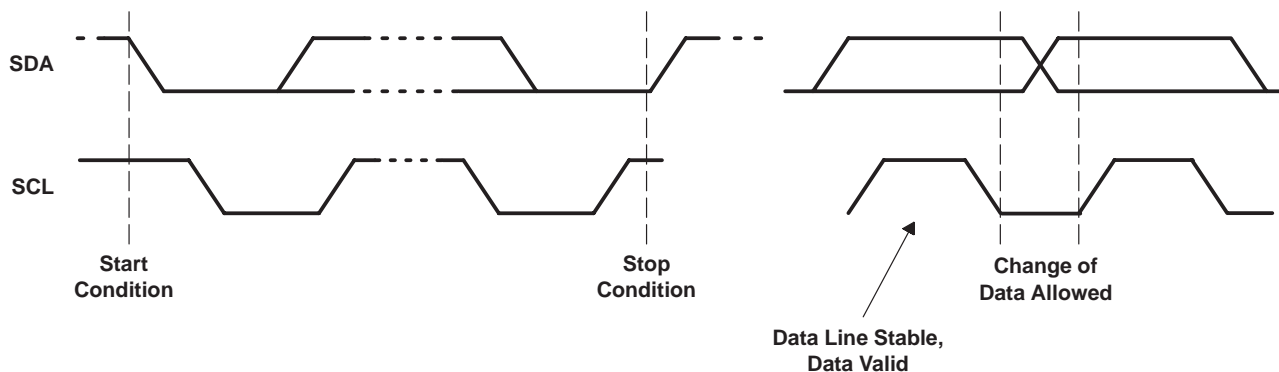 SDA
SCL
Start
Condition
Stop
Condition
Change of
Data Allowed
Data Line Stable,
Data Valid